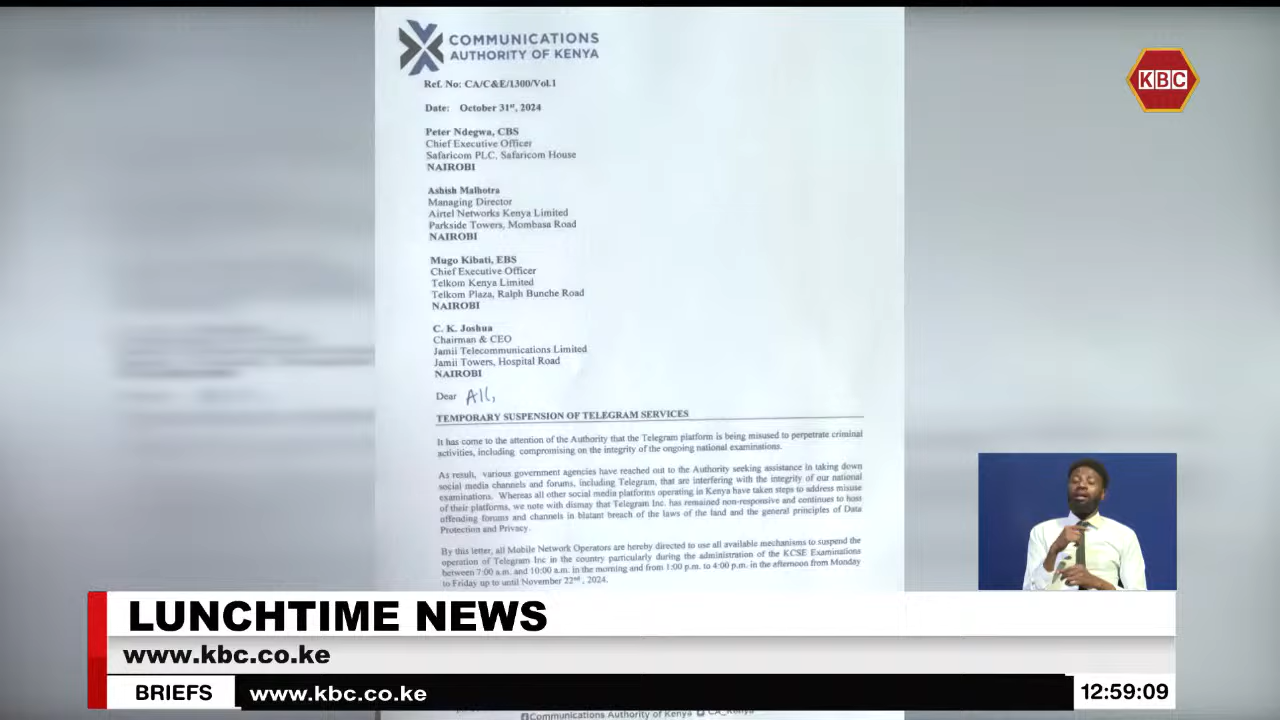 COMMUNICATIONS
AUTHORITY OF KENYA
KBC
Ref. No: CA/C&E/1300/Vol.1
Date: October 31st, 2024
Peter Ndegwa, CBS
Chief Executive Officer
Safaricom PLC, Safaricom House
NAIROBI
Ashish Malhotra
Managing Director
Airtel Networks Kenya Limited
Parkside Towers, Mombasa Road
NAIROBI
Mugo Kibati, EBS
Chief Executive Officer
Telkom Kenya Limited
Telkom Plaza, Ralph Bunche Road
NAIROBI
C. K. Joshua
Chairman & CEO
Jamii Telecommunications Limited
Jamii Towers, Hospital Road
NAIROBI
Dear All,
TEMPORARY SUSPENSION OF TELEGRAM SERVICES
It has come to the attention of the Authority that the Telegram platform is being misused to perpetrate criminal
activities, including compromising on the integrity of the ongoing national examinations.
As result, various government agencies have reached out to the Authority seeking assistance in taking down
social media channels and forums, including Telegram, that are interfering with the integrity of our national
examinations. Whereas all other social media platforms operating in Kenya have taken steps to address misuse
of their platforms, we note with dismay that Telegram Inc. has remained non-responsive and continues to host
offending forums and channels in blatant breach of the laws of the land and the general principles of Data
Protection and Privacy.
By this letter, all Mobile Network Operators are hereby directed to use all available mechanisms to suspend the
operation of Telegram Inc in the country particularly during the administration of the KCSE Examinations
between 7:00 a.m. and 10:00 a.m. in the morning and from 1:00 p.m. to 4:00 p.m. in the afternoon from Monday
to Friday up to until November 22nd, 2024.
LUNCHTIME NEWS
www.kbc.co.ke
BRIEFS www.kbc.co.ke 12:59:09
Communications Authority of Kenya